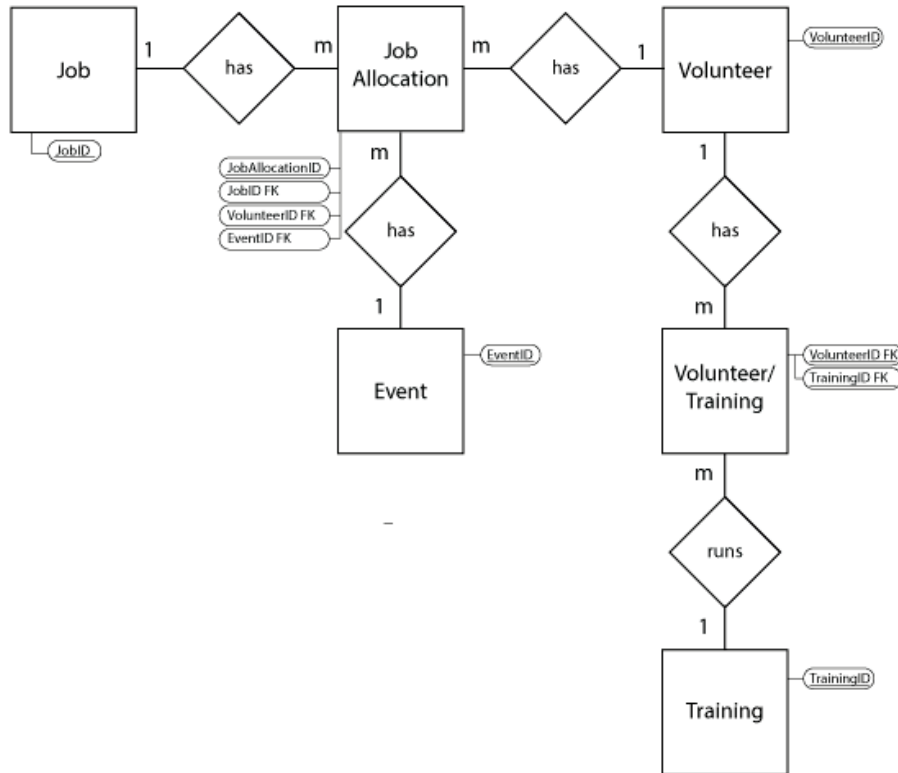 Job
1
has
m
Job
Allocation
m
has
1
Volunteer
VolunteerID
JobID
JobAllocationID
JobID FK
VolunteerID FK
EventID FK
m
has
1
Event
EventID
1
has
m
Volunteer/
Training
VolunteerID FK
TrainingID FK
m
runs
1
Training
TrainingID